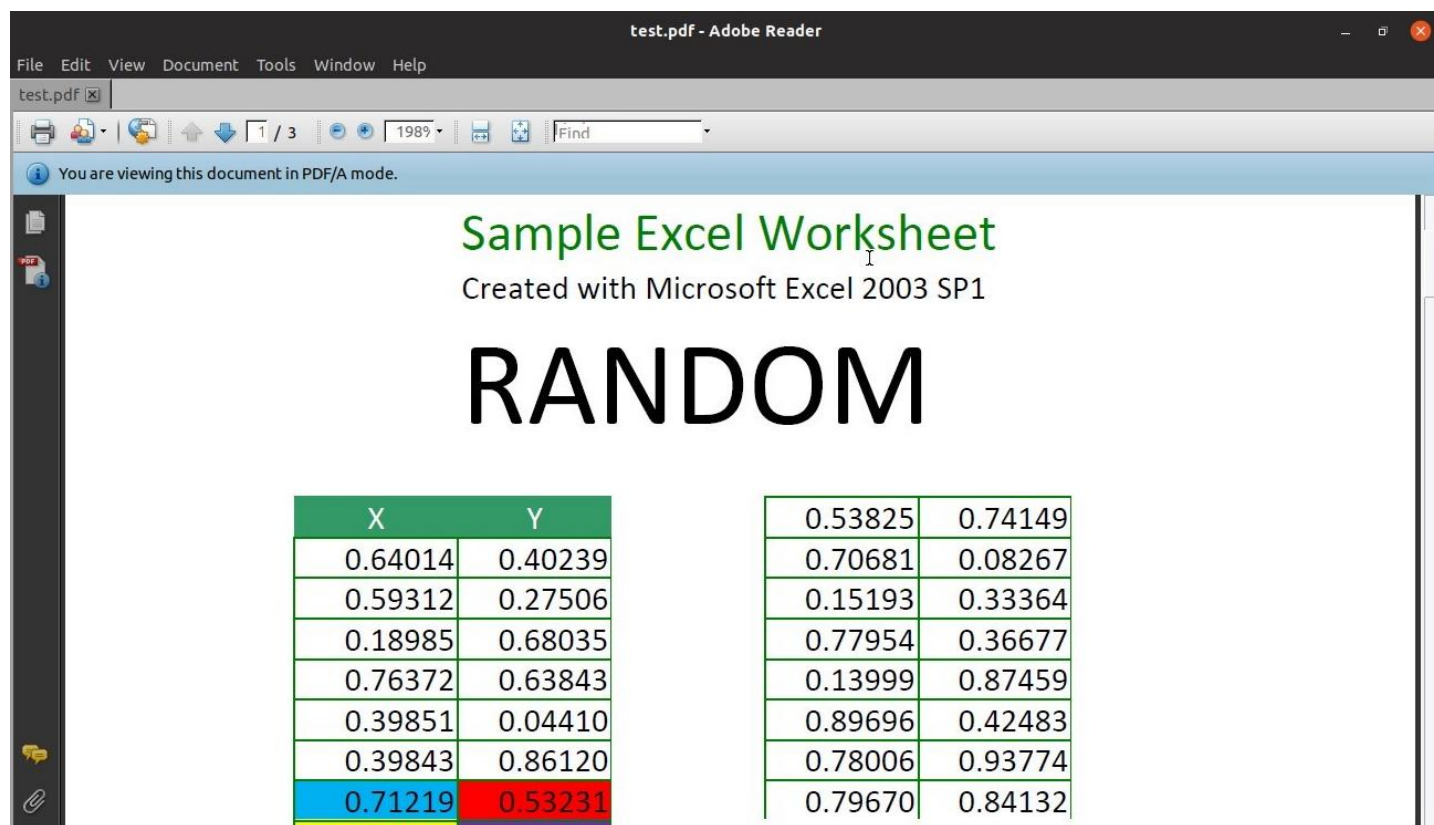 test.pdf - Adobe Reader
File Edit View Document Tools Window Help
test.pdf
1 / 3 198% Find
You are viewing this document in PDF/A mode.
PDF
Sample Excel Worksheet
Created with Microsoft Excel 2003 SP1
RANDOM
X Y
0.64014 0.40239
0.59312 0.27506
0.18985 0.68035
0.76372 0.63843
0.39851 0.04410
0.39843 0.86120
0.71219 0.53231
0.53825 0.74149
0.70681 0.08267
0.15193 0.33364
0.77954 0.36677
0.13999 0.87459
0.89696 0.42483
0.78006 0.93774
0.79670 0.84132